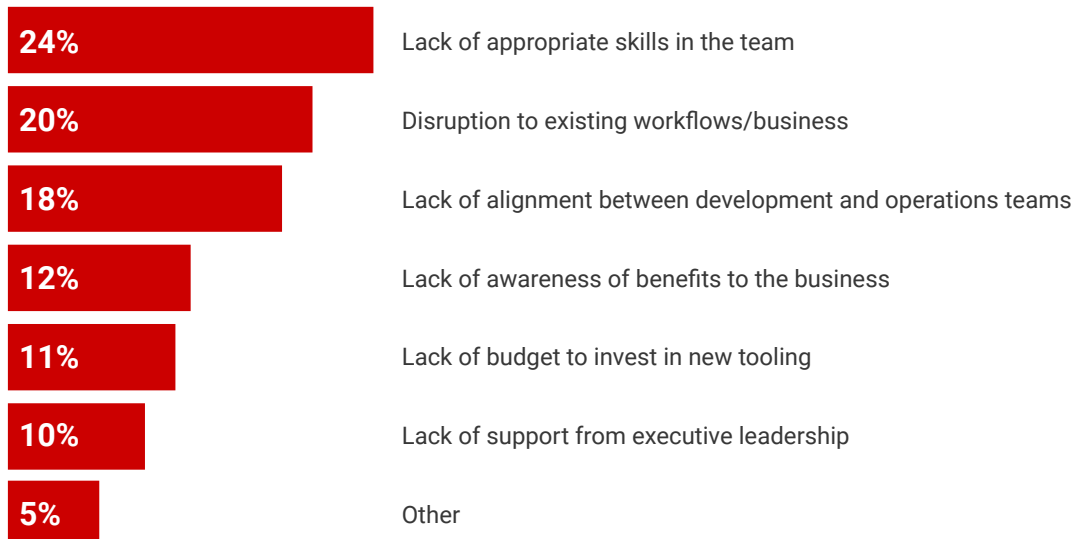 24% Lack of appropriate skills in the team
20% Disruption to existing workflows/business
18% Lack of alignment between development and operations teams
12% Lack of awareness of benefits to the business
11% Lack of budget to invest in new tooling
10% Lack of support from executive leadership
5% Other